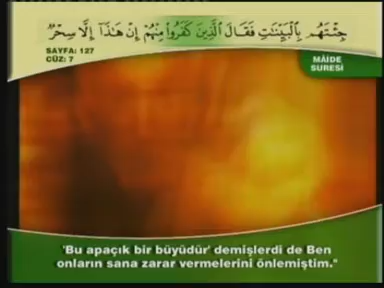 جِئْتَهُم بِالْبَيِّنَٰتِ فَقَالَ الَّذِينَ كَفَرُوا۟ مِنْهُمْ إِنْ هَٰذَآ إِلَّا سِحْرٌ
SAYFA: 127
CÜZ: 7
MÂİDE
SURESİ
'Bu apaçık bir büyüdür' demişlerdi de Ben
onların sana zarar vermelerini önlemiştim."